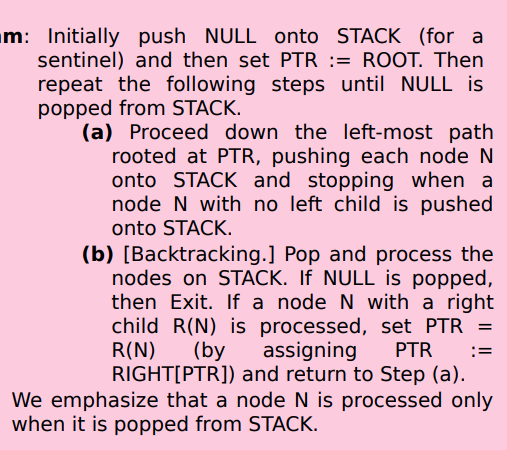 m: Initially push NULL onto STACK (for a
sentinel) and then set PTR := ROOT. Then
repeat the following steps until NULL is
popped from STACK.
(a) Proceed down the left-most path
rooted at PTR, pushing each node N
onto STACK and stopping when a
node N with no left child is pushed
onto STACK.
(b) [Backtracking.] Pop and process the
nodes on STACK. If NULL is popped,
then Exit. If a node N with a right
child R(N) is processed, set PTR =
R(N) (by assigning PTR :=
RIGHT[PTR]) and return to Step (a).
We emphasize that a node N is processed only
when it is popped from STACK.